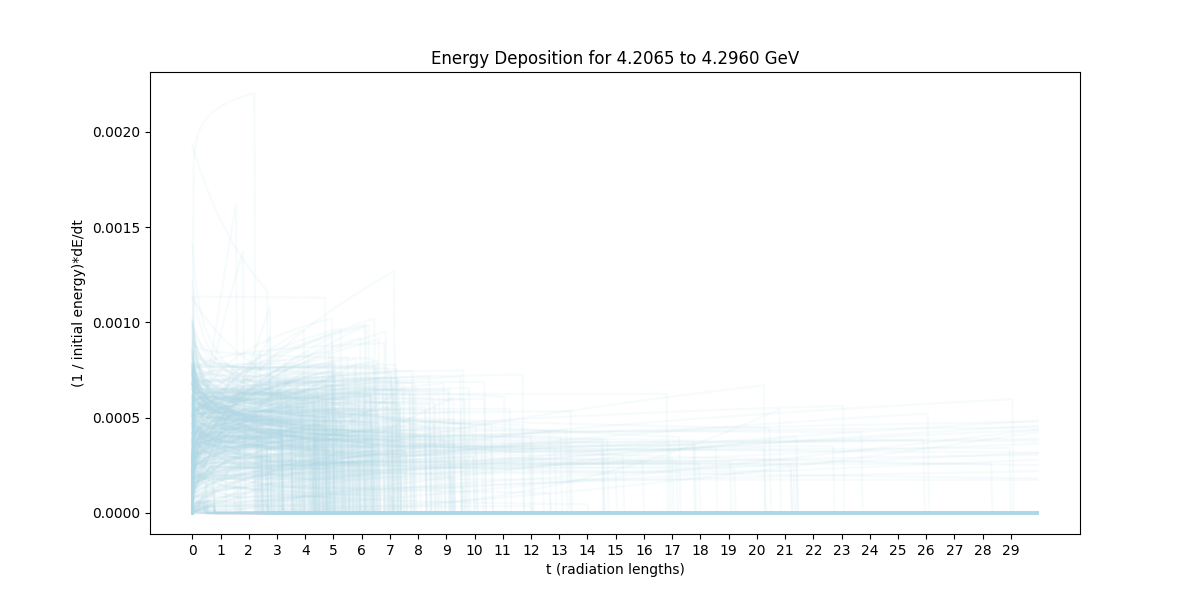 Energy Deposition for 4.2065 to 4.2960 GeV
(1 / initial energy)*dE/dt
0.0020
0.0015
0.0010
0.0005
0.0000
0 1 2 3 4 5 6 7 8 9 10 11 12 13 14 15 16 17 18 19 20 21 22 23 24 25 26 27 28 29
t (radiation lengths)